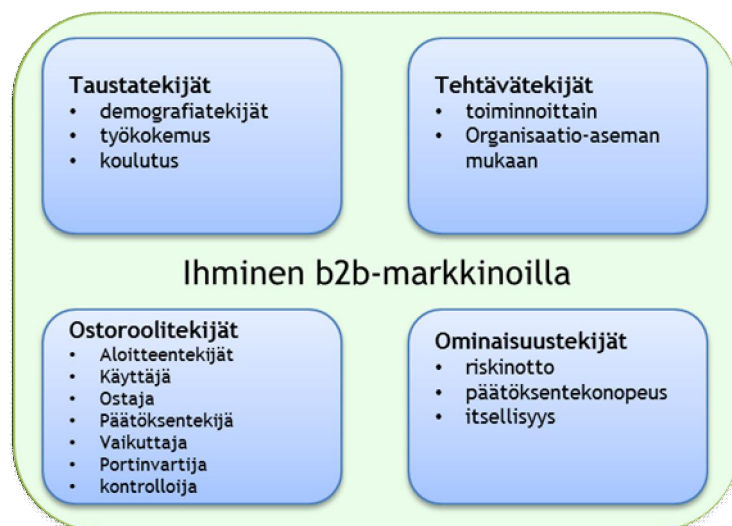 Taustatekijät
• demografiatekijät
• työkokemus
• koulutus
Tehtävätekijät
• toiminnoittain
• Organisaatio-aseman
mukaan
Ihminen b2b-markkinoilla
Ostoroolitekijät
• Aloitteentekijät
• Käyttäjä
• Ostaja
• Päätöksentekijä
• Vaikuttaja
• Portinvartija
• kontrolloija
Ominaisuustekijät
• riskinotto
• päätöksentekonopeus
• itsellisyys